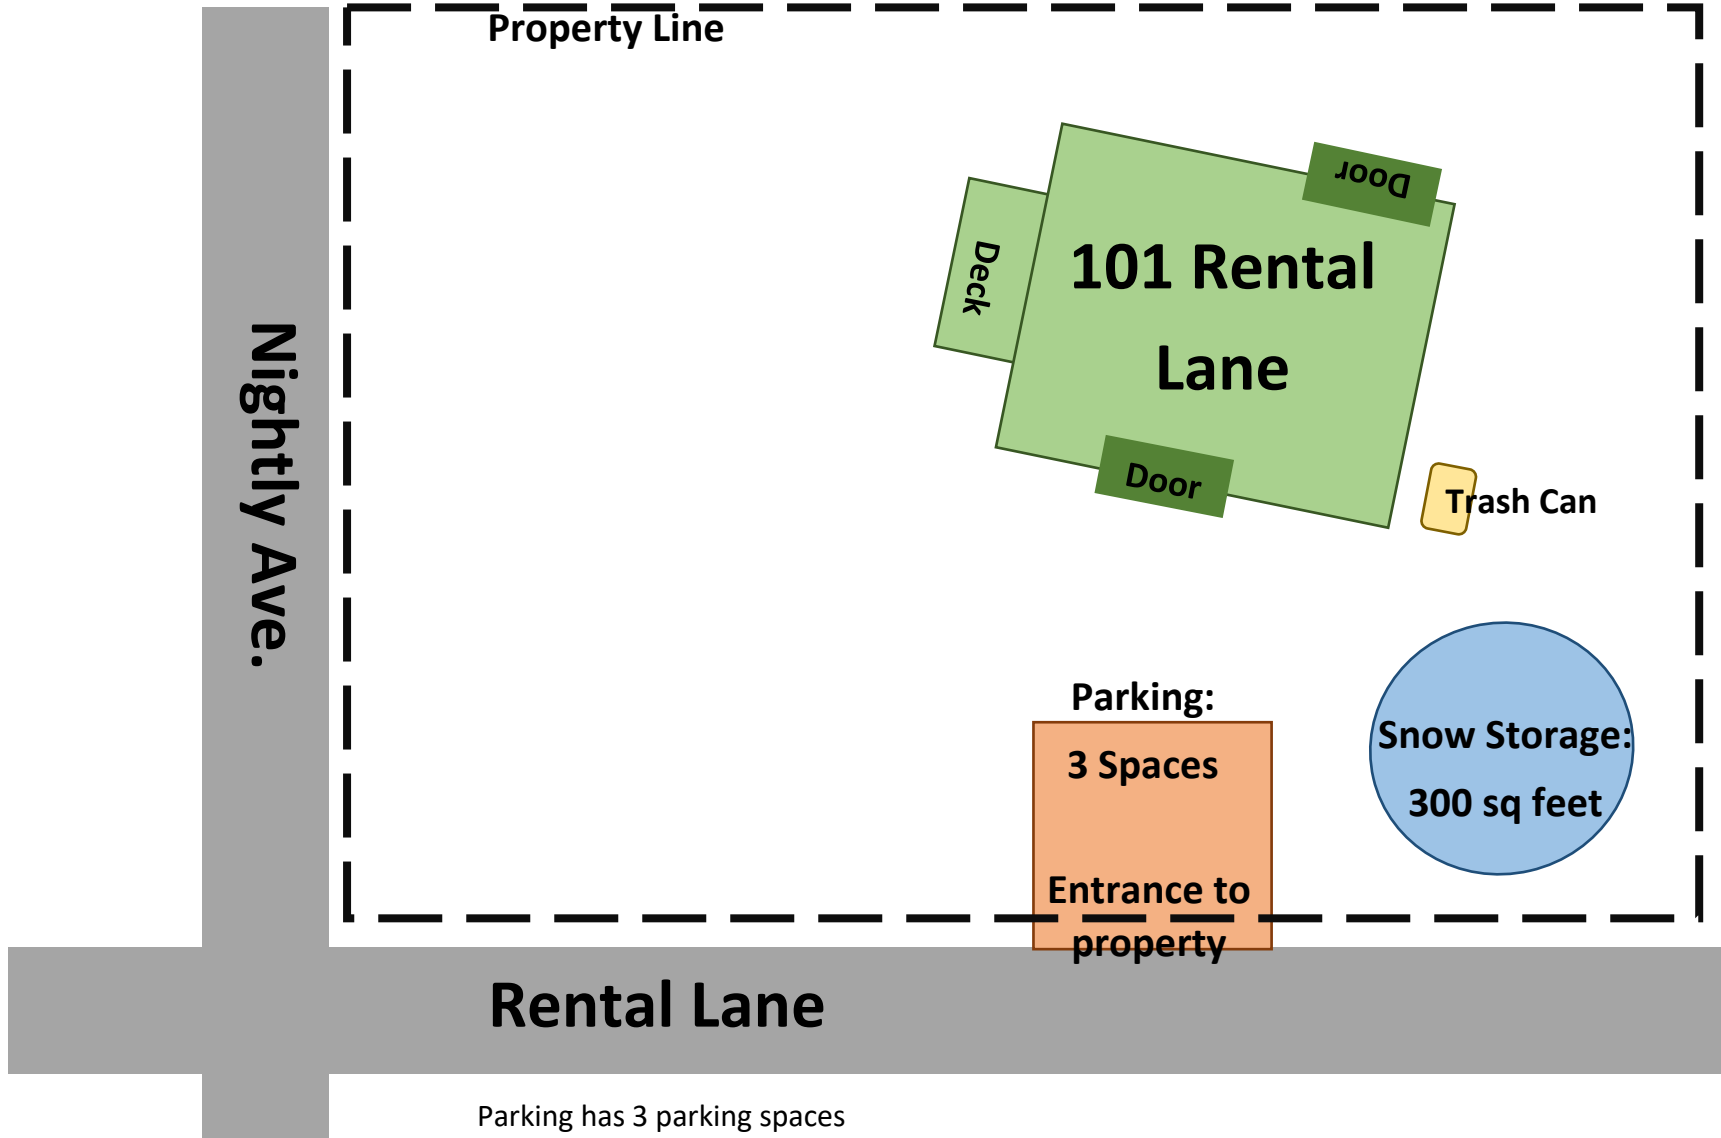 Property Line
Door
101 Rental
Lane
Deck
Door
Trash Can
Nightly Ave.
Parking:
3 Spaces
Entrance to
property
Snow Storage:
300 sq feet
Rental Lane
Parking has 3 parking spaces